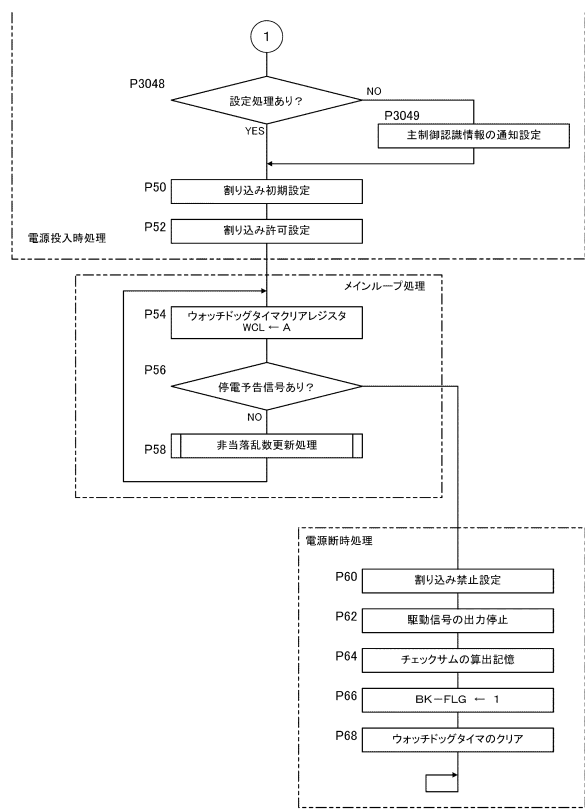 1
P3048
設定処理あり?
NO
YES
P3049
主制御認識情報の通知設定
P50
割り込み初期設定
P52
割り込み許可設定
電源投入時処理
メインループ処理
P54
ウォッチドッグタイマクリアレジスタ
WCL ← A
P56
停電予告信号あり?
NO
P58
非当落乱数更新処理
電源断時処理
P60
割り込み禁止設定
P62
駆動信号の出力停止
P64
チェックサムの算出記憶
P66
BK-FLG ← 1
P68
ウォッチドッグタイマのクリア